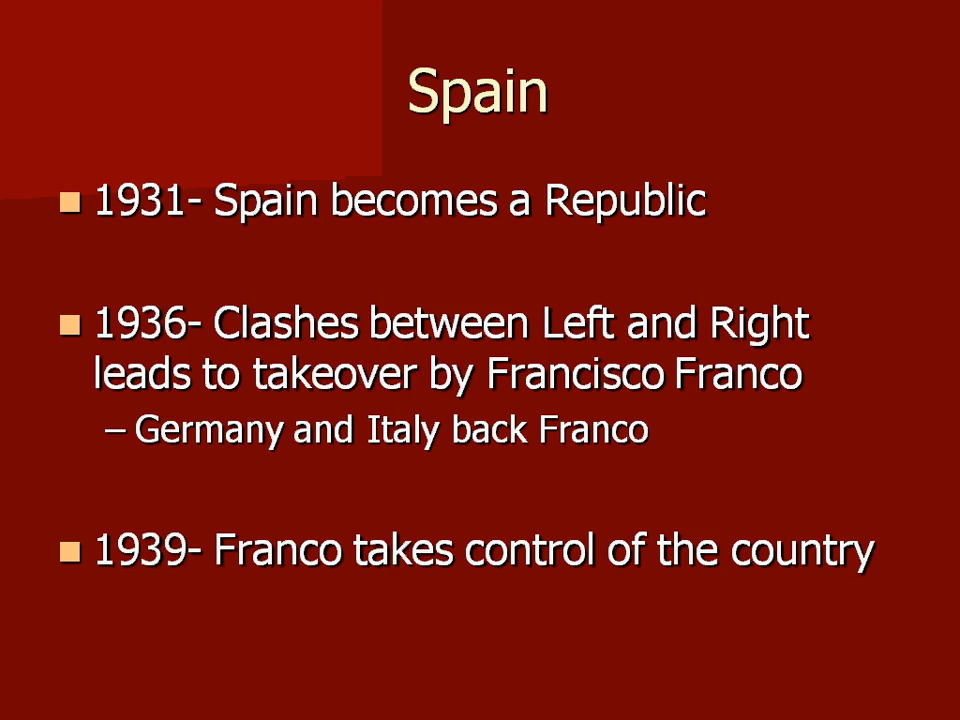 Spain
■ 1931- Spain becomes a Republic
■ 1936- Clashes between Left and Right
leads to takeover by Francisco Franco
– Germany and Italy back Franco
■ 1939- Franco takes control of the country